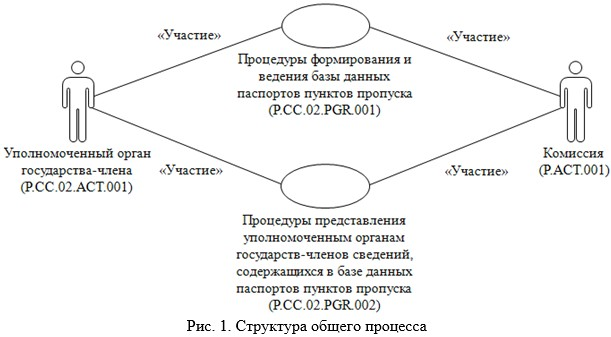 «Участие»
«Участие»
Процедуры формирования и
ведения базы данных
паспортов пунктов пропуска
(P.CC.02.PGR.001)
Уполномоченный орган
государства-члена
(P.CC.02.ACT.001)
Комиссия
(P.ACT.001)
«Участие»
«Участие»
Процедуры представления
уполномоченным органам
государств-членов сведений,
содержащихся в базе данных
паспортов пунктов пропуска
(P.CC.02.PGR.002)
Рис. 1. Структура общего процесса